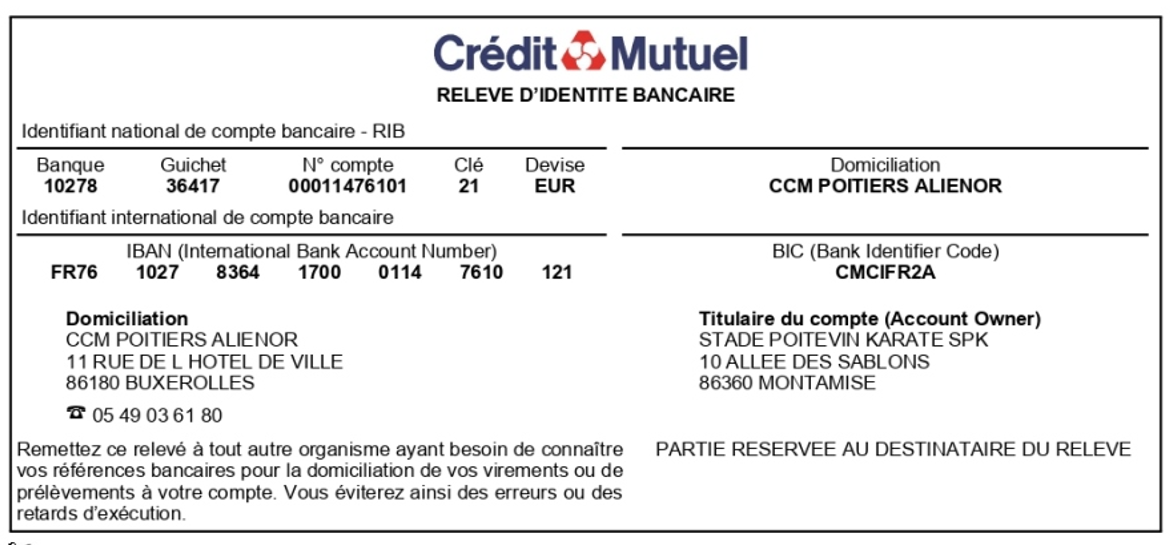 Crédit Mutuel
RELEVE D'IDENTITE BANCAIRE
Identifiant national de compte bancaire - RIB
Banque Guichet N° compte Clé Devise Domiciliation
10278 36417 00011476101 21 EUR CCM POITIERS ALIENOR
Identifiant international de compte bancaire
IBAN (International Bank Account Number) BIC (Bank Identifier Code)
FR76 1027 8364 1700 0114 7610 121 CMCIFR2A
Domiciliation
CCM POITIERS ALIENOR
11 RUE DE L HOTEL DE VILLE
86180 BUXEROLLES
☎ 05 49 03 61 80
Titulaire du compte (Account Owner)
STADE POITEVIN KARATE SPK
10 ALLEE DES SABLONS
86360 MONTAMISE
Remettez ce relevé à tout autre organisme ayant besoin de connaître
vos références bancaires pour la domiciliation de vos virements ou de
prélèvements à votre compte. Vous éviterez ainsi des erreurs ou des
retards d'exécution.
PARTIE RESERVEE AU DESTINATAIRE DU RELEVE